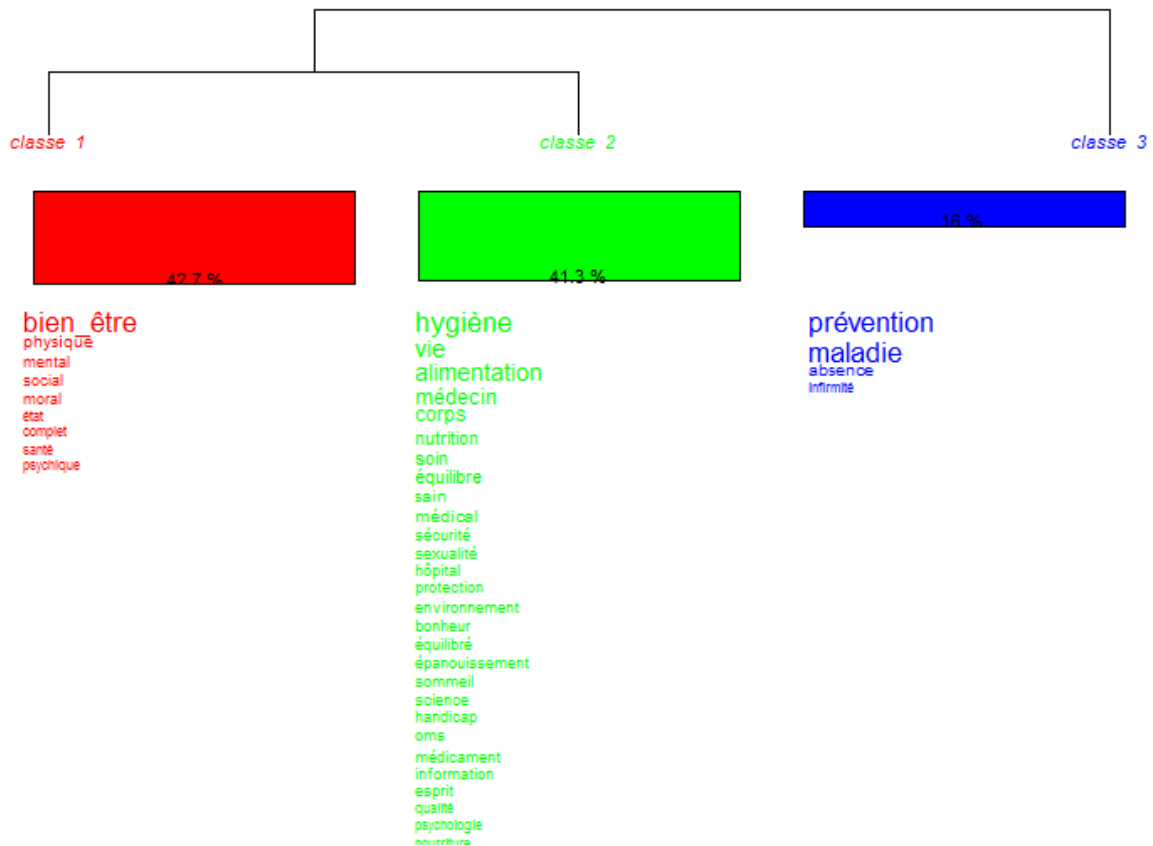 classe 1
classe 2
classe 3
42.7 %
41.3 %
16 %
bien_être
physique
mental
social
moral
état
complet
santé
psychique
hygiène
vie
alimentation
médecin
corps
nutrition
soin
équilibre
sain
médical
sécurité
sexualité
hôpital
protection
environnement
bonheur
équilibré
épanouissement
sommeil
science
handicap
oms
médicament
information
esprit
qualité
psychologie
nourriture
prévention
maladie
absence
infirmité